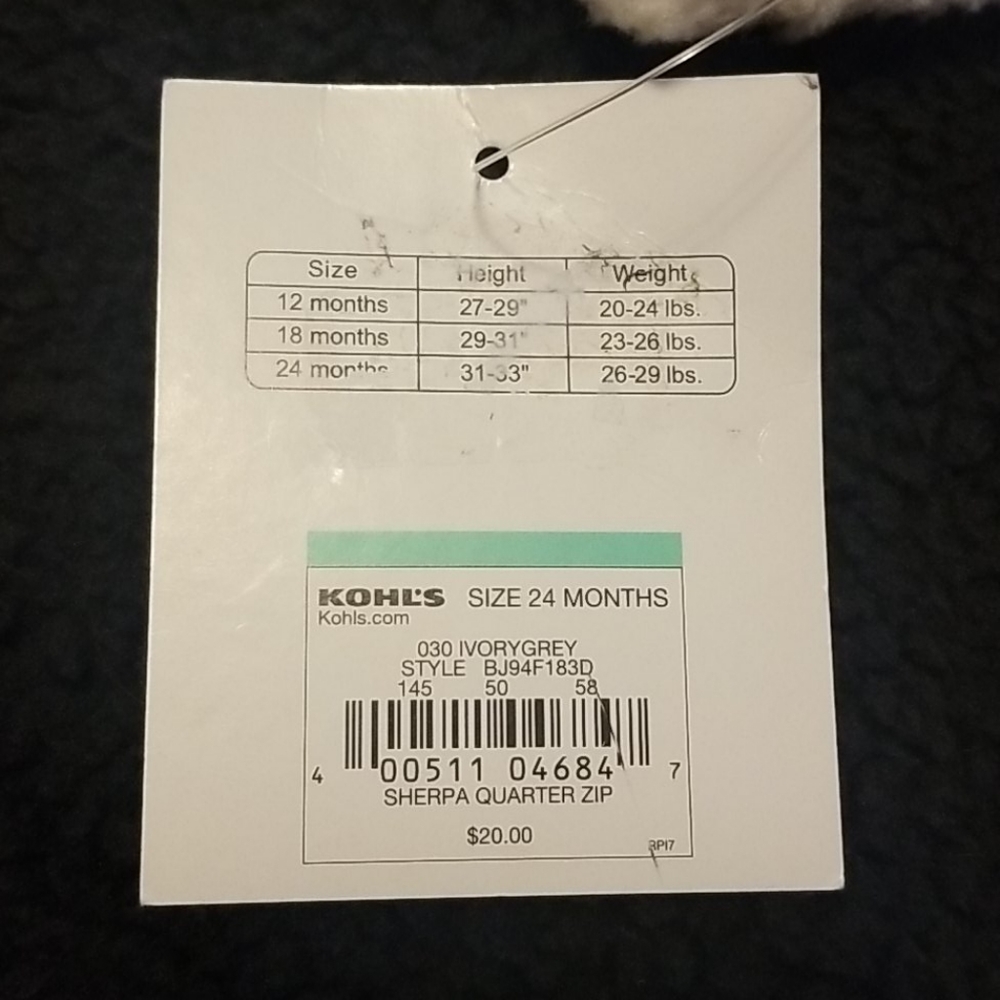 Size Height Weight
12 months 27-29" 20-24 lbs.
18 months 29-31" 23-26 lbs.
24 months 31-33" 26-29 lbs.
KOHL'S SIZE 24 MONTHS
Kohls.com
030 IVORYGREY
STYLE BJ94F183D
145 50 58
4 00511 04684 7
SHERPA QUARTER ZIP
$20.00
RPI7